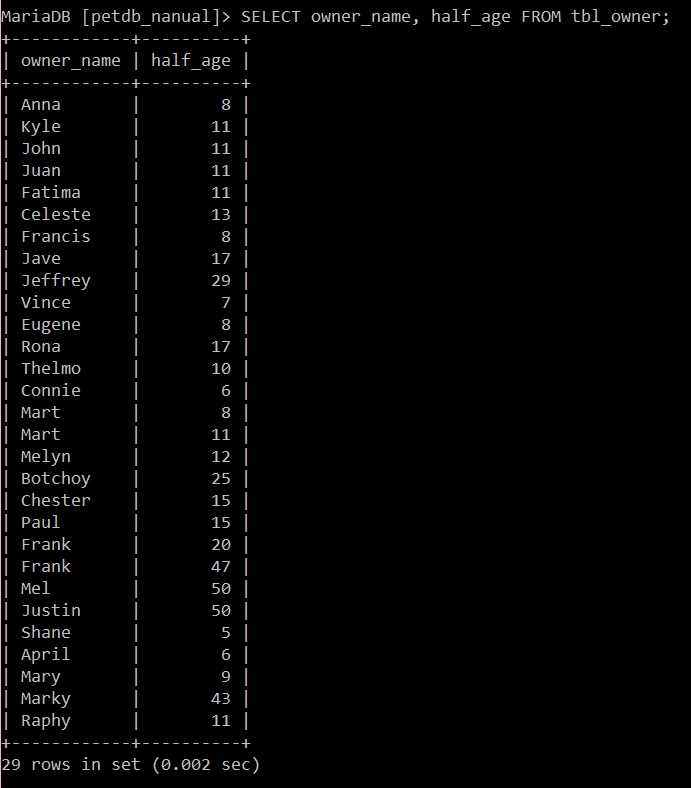 MariaDB [petdb_nanual]> SELECT owner_name, half_age FROM tbl_owner;
+------------+----------+
| owner_name | half_age |
+------------+----------+
| Anna       |        8 |
| Kyle       |       11 |
| John       |       11 |
| Juan       |       11 |
| Fatima     |       11 |
| Celeste    |       13 |
| Francis    |        8 |
| Jave       |       17 |
| Jeffrey    |       29 |
| Vince      |        7 |
| Eugene     |        8 |
| Rona       |       17 |
| Thelmo     |       10 |
| Connie     |        6 |
| Mart       |        8 |
| Mart       |       11 |
| Melyn      |       12 |
| Botchoy    |       25 |
| Chester    |       15 |
| Paul       |       15 |
| Frank      |       20 |
| Frank      |       47 |
| Mel        |       50 |
| Justin     |       50 |
| Shane      |        5 |
| April      |        6 |
| Mary       |        9 |
| Marky      |       43 |
| Raphy      |       11 |
+------------+----------+
29 rows in set (0.002 sec)